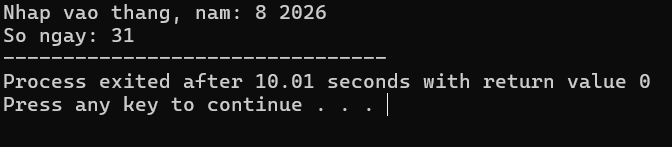 Nhap vao thang, nam: 8 2026
So ngay: 31
--------------------------------
Process exited after 10.01 seconds with return value 0
Press any key to continue . . .